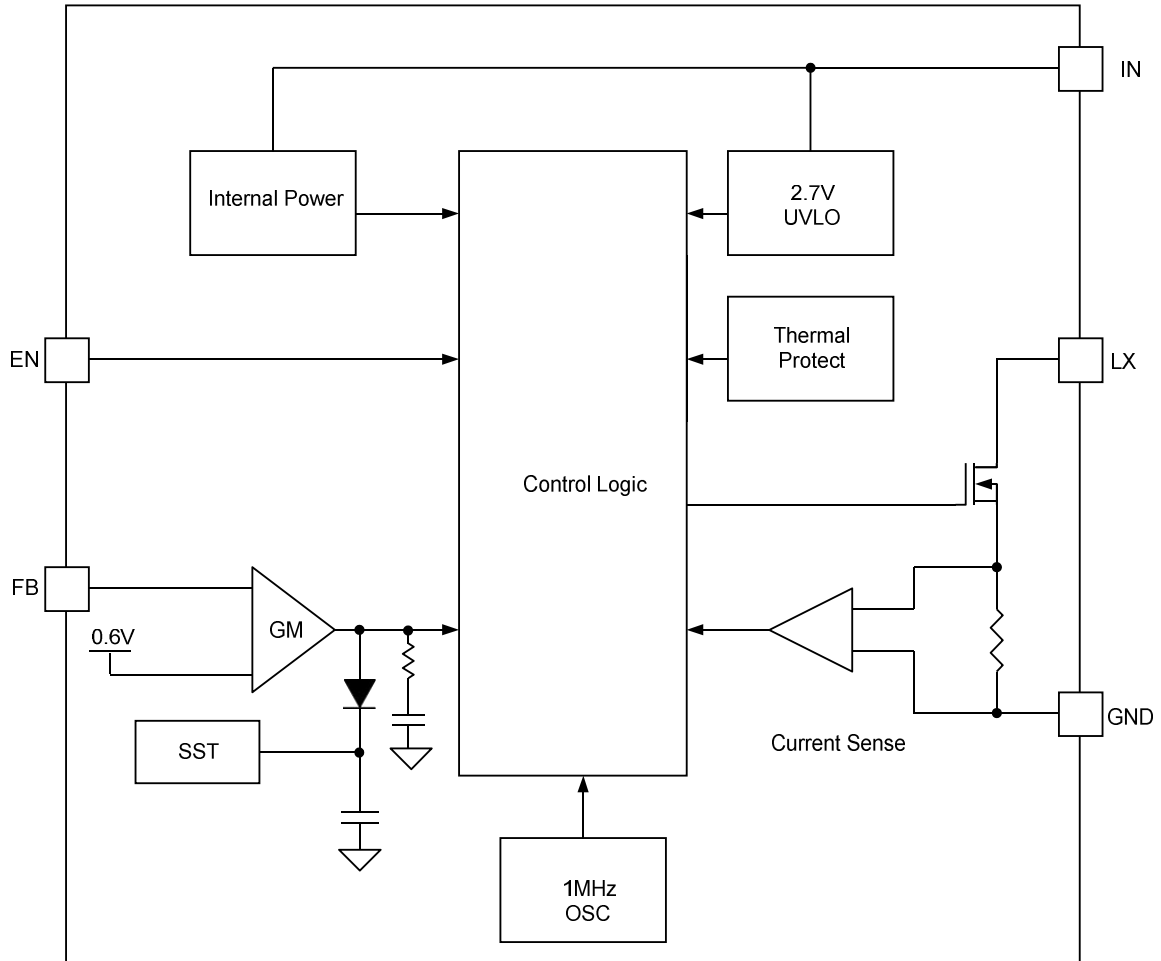 IN
Internal Power
2.7V
UVLO
EN
Thermal
Protect
LX
Control Logic
FB
GM
0.6V
SST
Current Sense
GND
1MHz
OSC